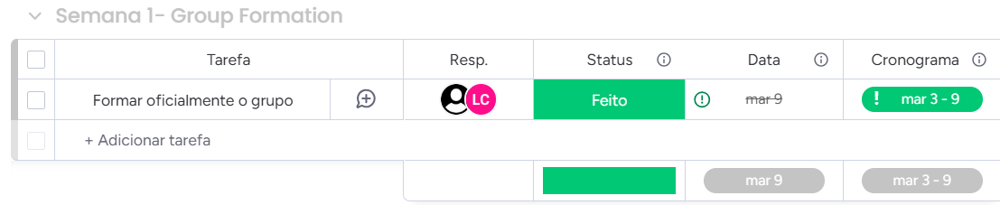 Semana 1- Group Formation
Tarefa Resp. Status Data Cronograma
Formar oficialmente o grupo LC Feito mar 9 ! mar 3 - 9
+ Adicionar tarefa
mar 9 mar 3 - 9